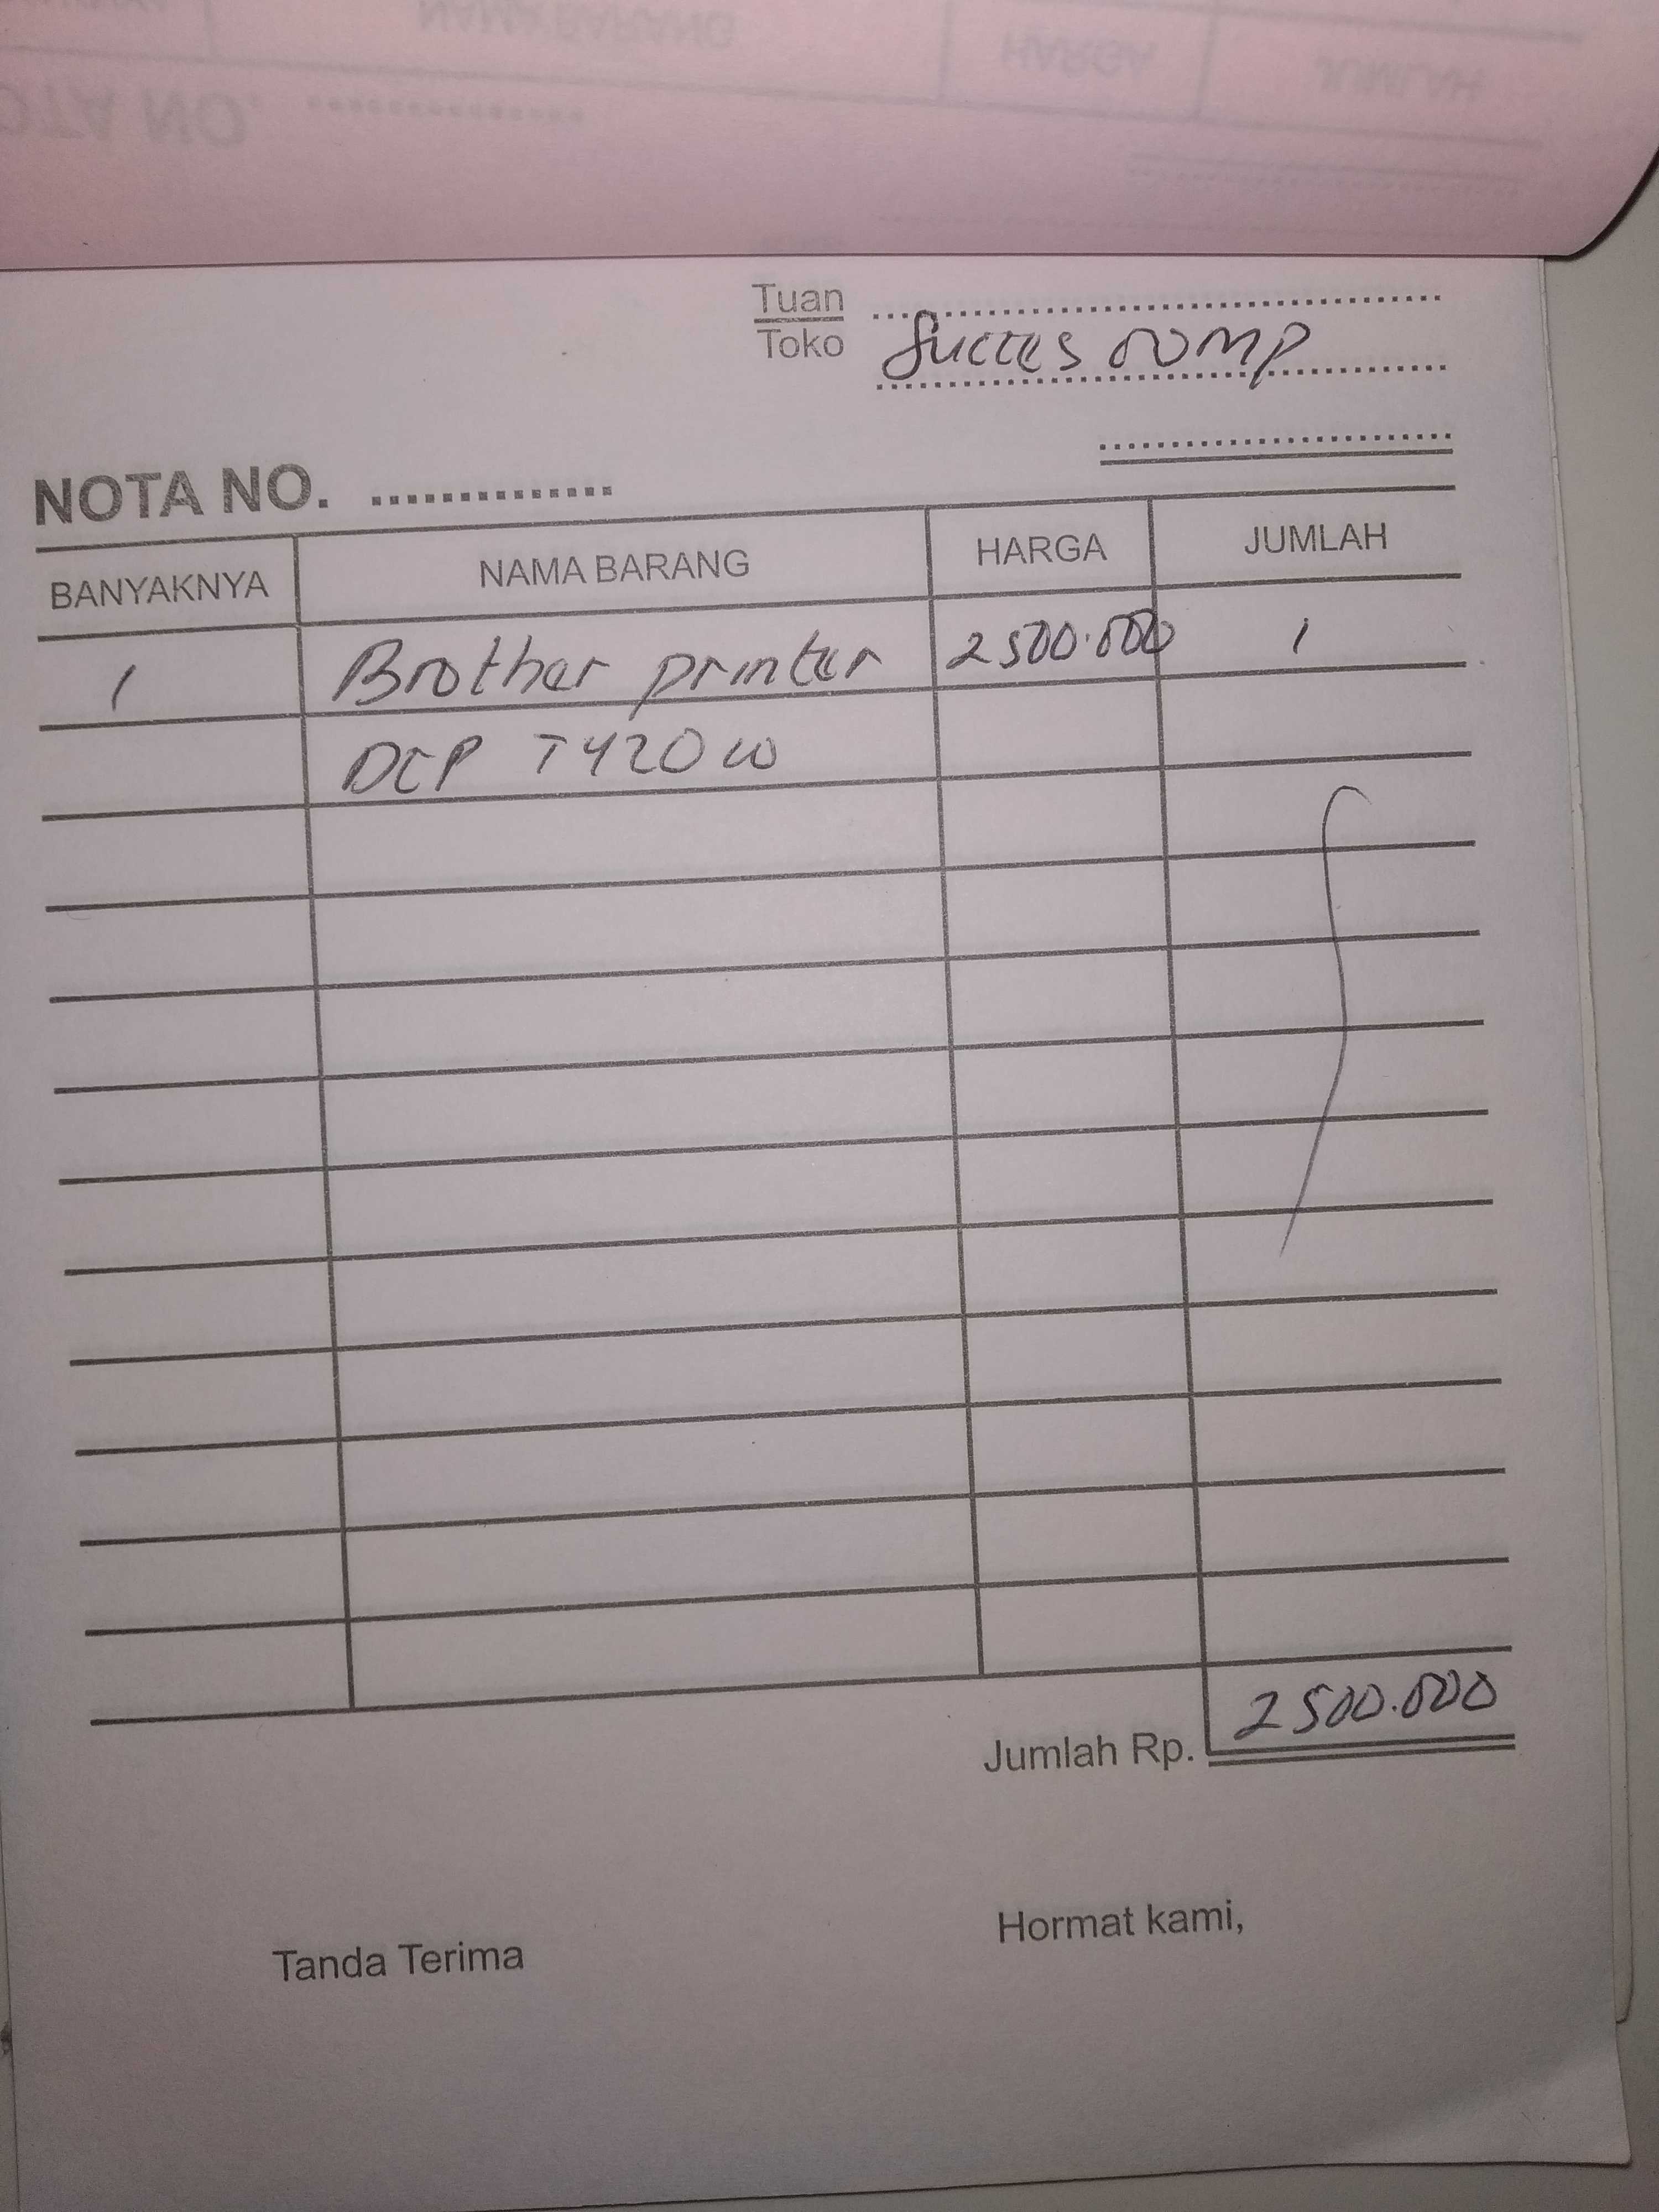 Tuan
Toko Succes comp
NOTA NO. ..............
BANYAKNYA NAMA BARANG HARGA JUMLAH
1 Brother printer 2500.000 1
DCP T420W
Jumlah Rp. 2500.000
Tanda Terima Hormat kami,